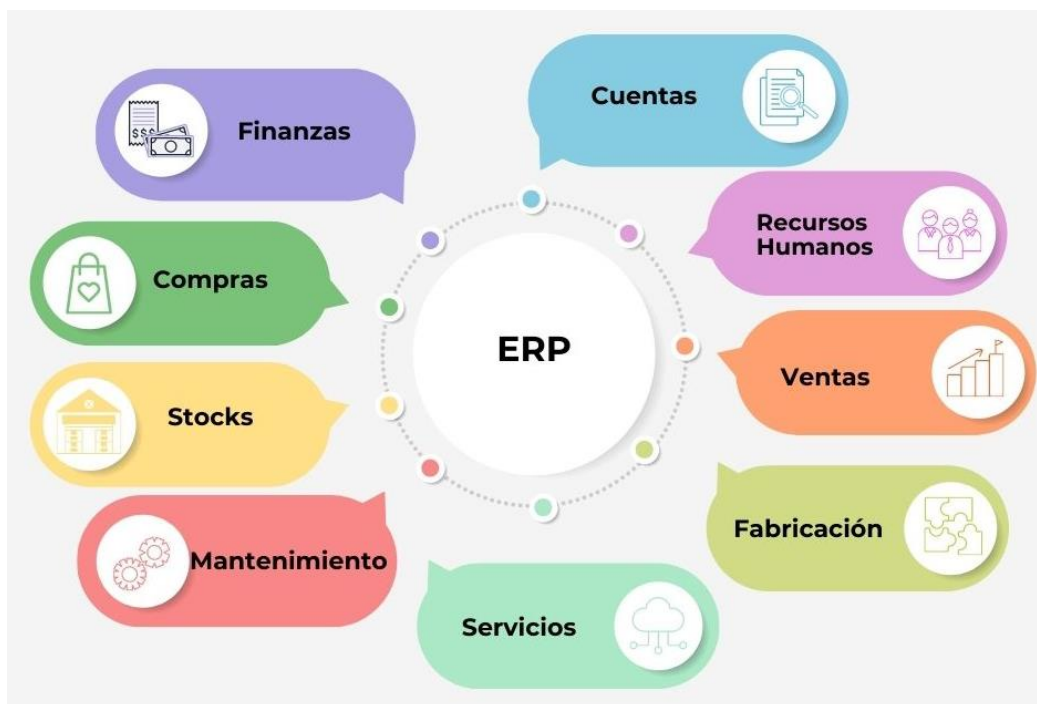 Cuentas
Finanzas
Recursos
Humanos
Compras
ERP
Ventas
Stocks
Fabricación
Mantenimiento
Servicios
$$$